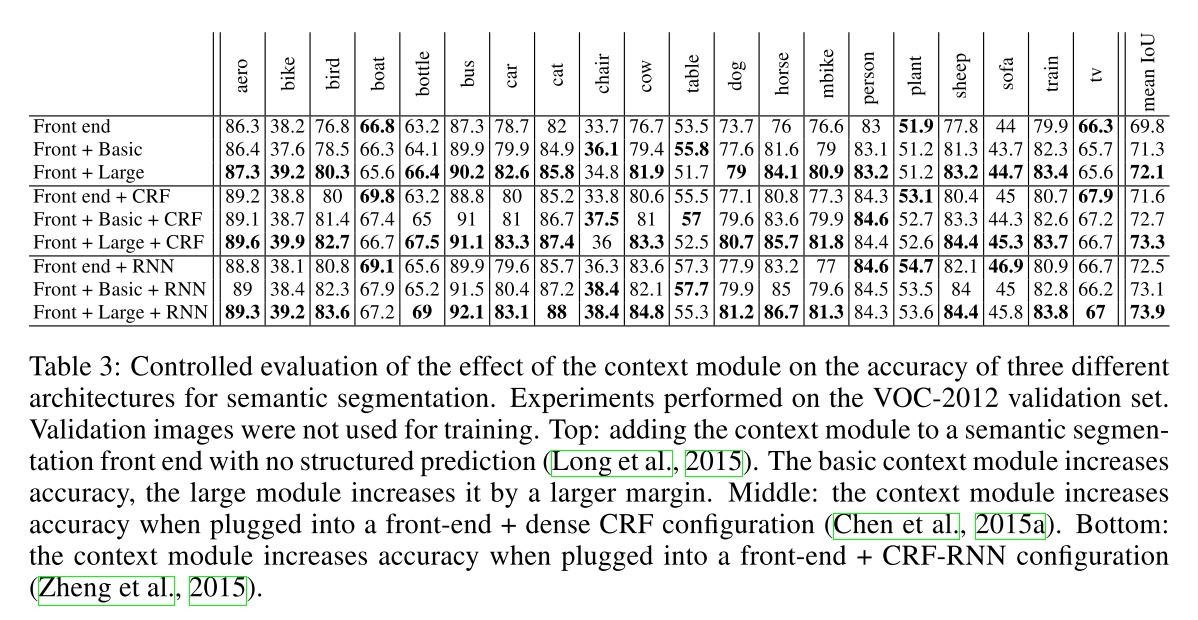 aero bike bird boat bottle bus car cat chair cow table dog horse mbike person plant sheep sofa train tv mean IoU
Front end 86.3 38.2 76.8 66.8 63.2 87.3 78.7 82 33.7 76.7 53.5 73.7 76 76.6 83 51.9 77.8 44 79.9 66.3 69.8
Front + Basic 86.4 37.6 78.5 66.3 64.1 89.9 79.9 84.9 36.1 79.4 55.8 77.6 81.6 79 83.1 51.2 81.3 43.7 82.3 65.7 71.3
Front + Large 87.3 39.2 80.3 65.6 66.4 90.2 82.6 85.8 34.8 81.9 51.7 79 84.1 80.9 83.2 51.2 83.2 44.7 83.4 65.6 72.1
Front end + CRF 89.2 38.8 80 69.8 63.2 88.8 80 85.2 33.8 80.6 55.5 77.1 80.8 77.3 84.3 53.1 80.4 45 80.7 67.9 71.6
Front + Basic + CRF 89.1 38.7 81.4 67.4 65 91 81 86.7 37.5 81 57 79.6 83.6 79.9 84.6 52.7 83.3 44.3 82.6 67.2 72.7
Front + Large + CRF 89.6 39.9 82.7 66.7 67.5 91.1 83.3 87.4 36 83.3 52.5 80.7 85.7 81.8 84.4 52.6 84.4 45.3 83.7 66.7 73.3
Front end + RNN 88.8 38.1 80.8 69.1 65.6 89.9 79.6 85.7 36.3 83.6 57.3 77.9 83.2 77 84.6 54.7 82.1 46.9 80.9 66.7 72.5
Front + Basic + RNN 89 38.4 82.3 67.9 65.2 91.5 80.4 87.2 38.4 82.1 57.7 79.9 85 79.6 84.5 53.5 84 45 82.8 66.2 73.1
Front + Large + RNN 89.3 39.2 83.6 67.2 69 92.1 83.1 88 38.4 84.8 55.3 81.2 86.7 81.3 84.3 53.6 84.4 45.8 83.8 67 73.9
Table 3: Controlled evaluation of the effect of the context module on the accuracy of three different
architectures for semantic segmentation. Experiments performed on the VOC-2012 validation set.
Validation images were not used for training. Top: adding the context module to a semantic segmen-
tation front end with no structured prediction (Long et al., 2015). The basic context module increases
accuracy, the large module increases it by a larger margin. Middle: the context module increases
accuracy when plugged into a front-end + dense CRF configuration (Chen et al., 2015a). Bottom:
the context module increases accuracy when plugged into a front-end + CRF-RNN configuration
(Zheng et al., 2015).